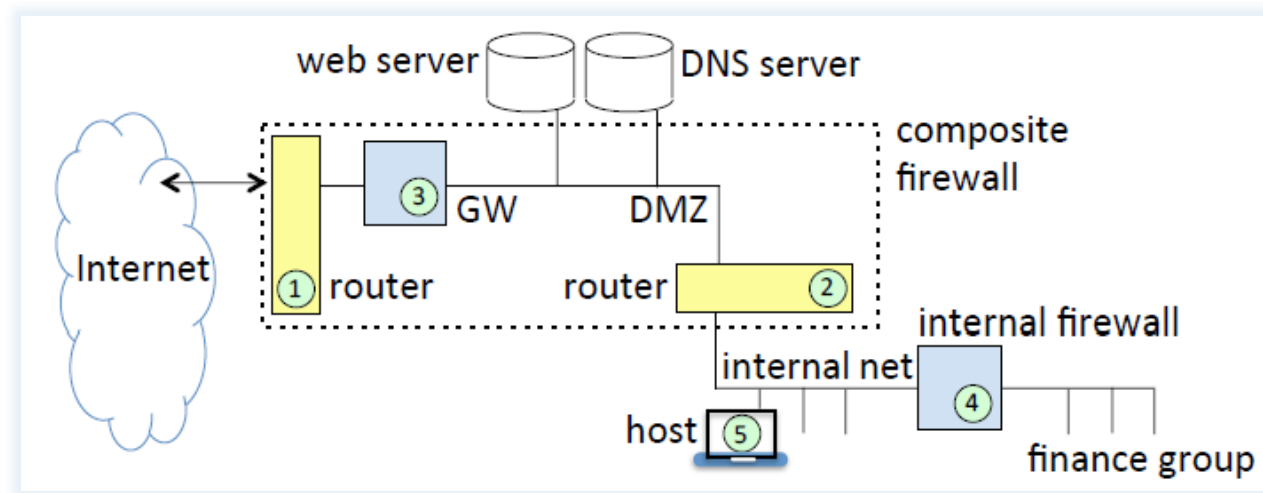 web server
DNS server
composite
firewall
3
GW
DMZ
Internet
1
router
router
2
internal firewall
internal net
4
host
5
finance group